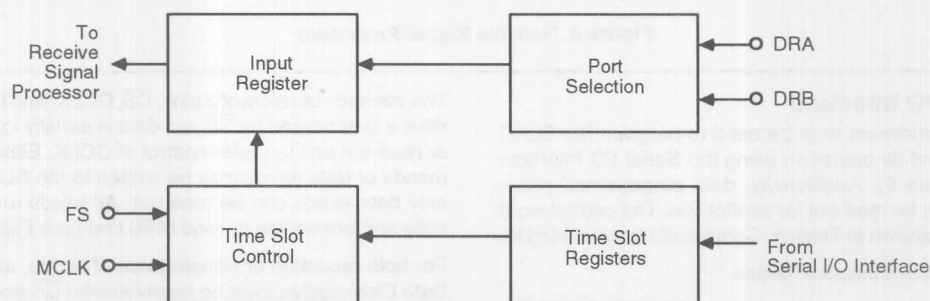 To
Receive
Signal
Processor
Input
Register
Port
Selection
DRA
DRB
FS
MCLK
Time Slot
Control
Time Slot
Registers
From
Serial I/O Interface